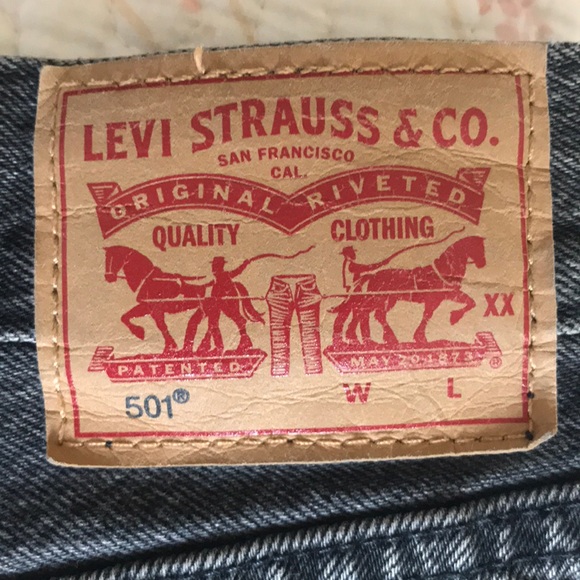 LEVI STRAUSS & CO.
SAN FRANCISCO
CAL.
ORIGINAL RIVETED
QUALITY CLOTHING
XX
PATENTED MAY 20 1873
®
501® W L